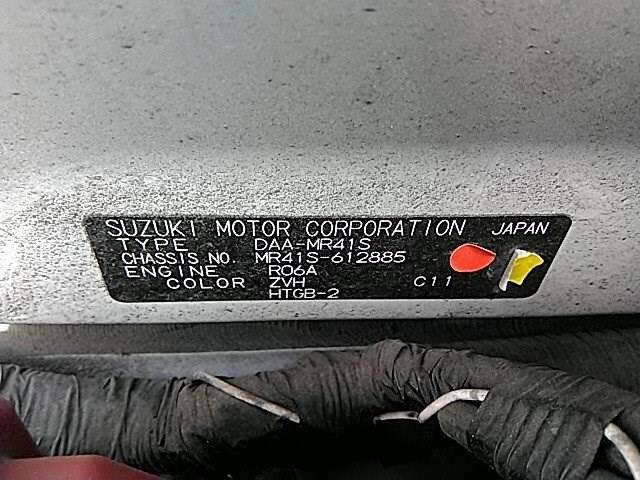 SUZUKI MOTOR CORPORATION JAPAN
TYPE DAA-MR41S
CHASSIS NO. MR41S-612885
ENGINE R06A
COLOR ZVH C11
HTGB-2